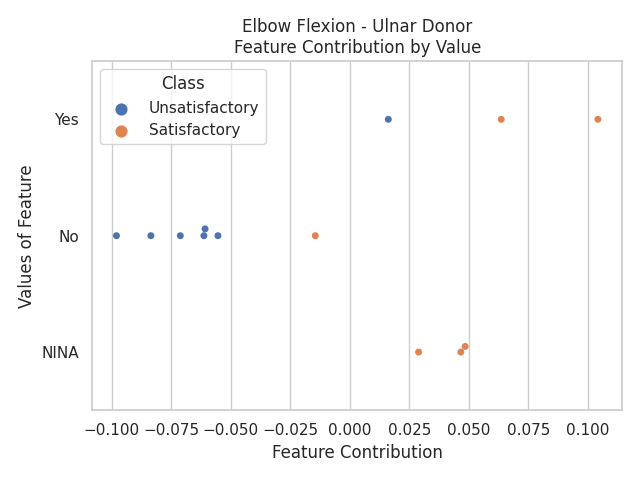 Elbow Flexion - Ulnar Donor
Feature Contribution by Value
Class
Unsatisfactory
Satisfactory
Values of Feature
Yes
No
NINA
−0.100 −0.075 −0.050 −0.025 0.000 0.025 0.050 0.075 0.100
Feature Contribution